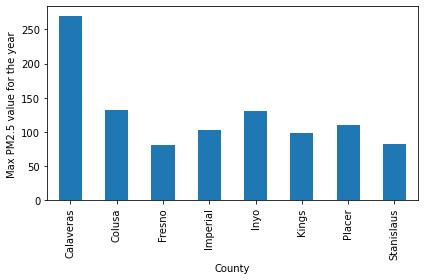 Max PM2.5 value for the year
250
200
150
100
50
0
Calaveras
Colusa
Fresno
Imperial
Inyo
Kings
Placer
Stanislaus
County